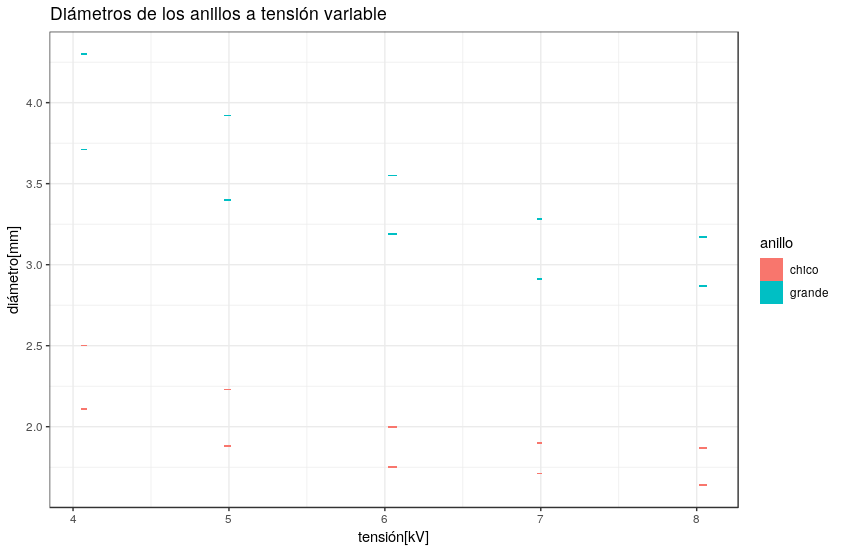 Diámetros de los anillos a tensión variable
diámetro[mm]
4.0
3.5
3.0
2.5
2.0
4
5
6
7
8
tensión[kV]
anillo
chico
grande